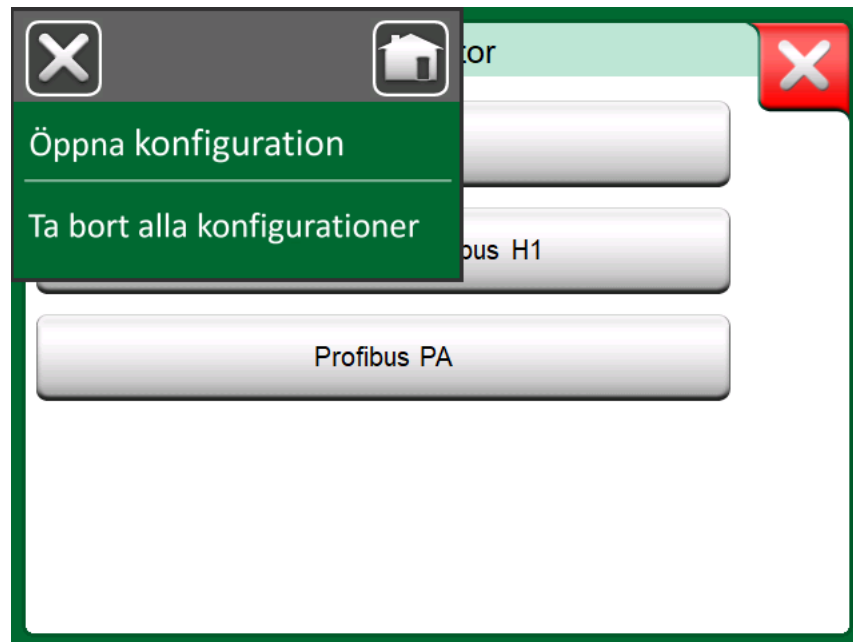 tor
Öppna konfiguration
Ta bort alla konfigurationer
bus H1
Profibus PA